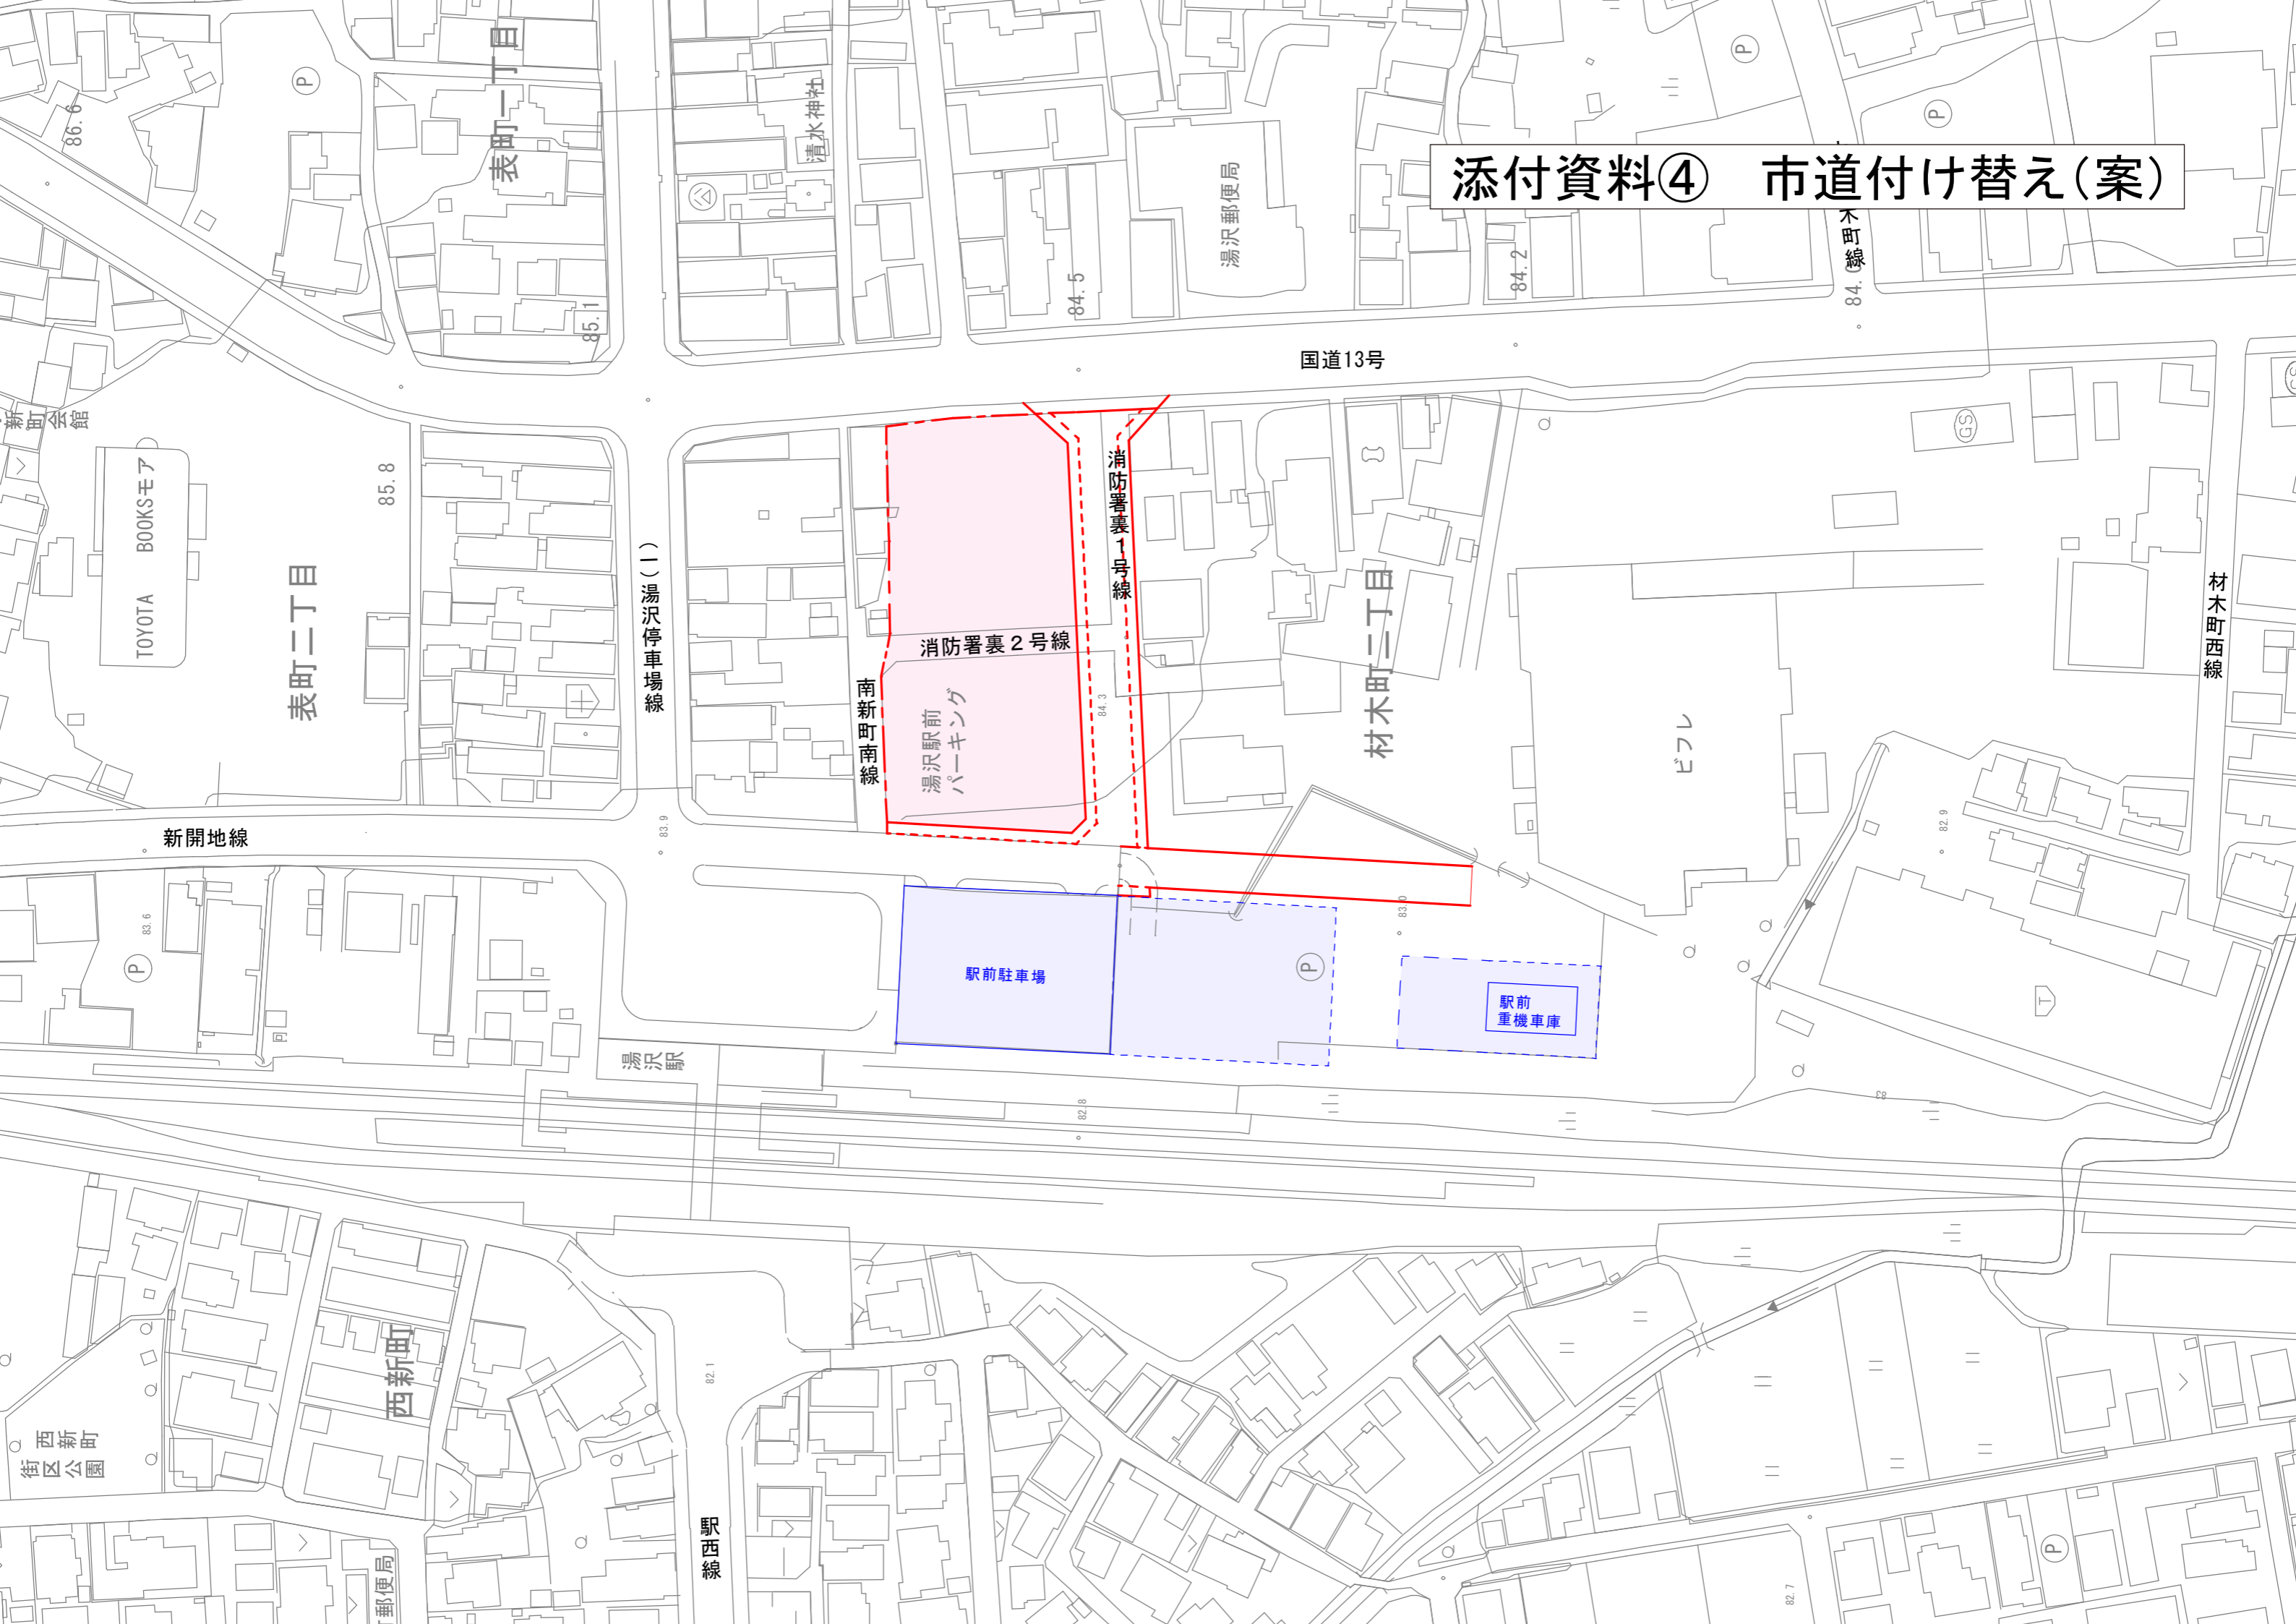 添付資料④　市道付け替え(案)
木町線
国道13号
消防署裏1号線
消防署裏２号線
南新町南線
(一)湯沢停車場線
新開地線
材木町西線
駅西線
駅前駐車場
駅前
重機車庫
表町一丁目
清水神社
湯沢郵便局
新町会館
TOYOTA BOOKSモア
表町二丁目
湯沢駅前
パーキング
材木町二丁目
ビフレ
湯沢駅
西新町
西新町
街区公園
郵便局
86.6
85.1
84.5
84.2
84.
85.8
84.3
83.9
83.6
83.0
82.9
82.8
83
82.1
82.7
P
P
P
P
P
P
GS
GS
T